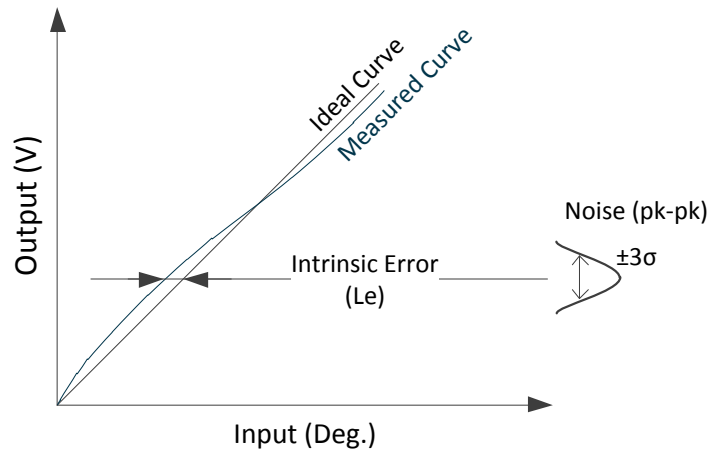 Ideal Curve
Measured Curve
Output (V)
Noise (pk-pk)
±3σ
Intrinsic Error
(Le)
Input (Deg.)